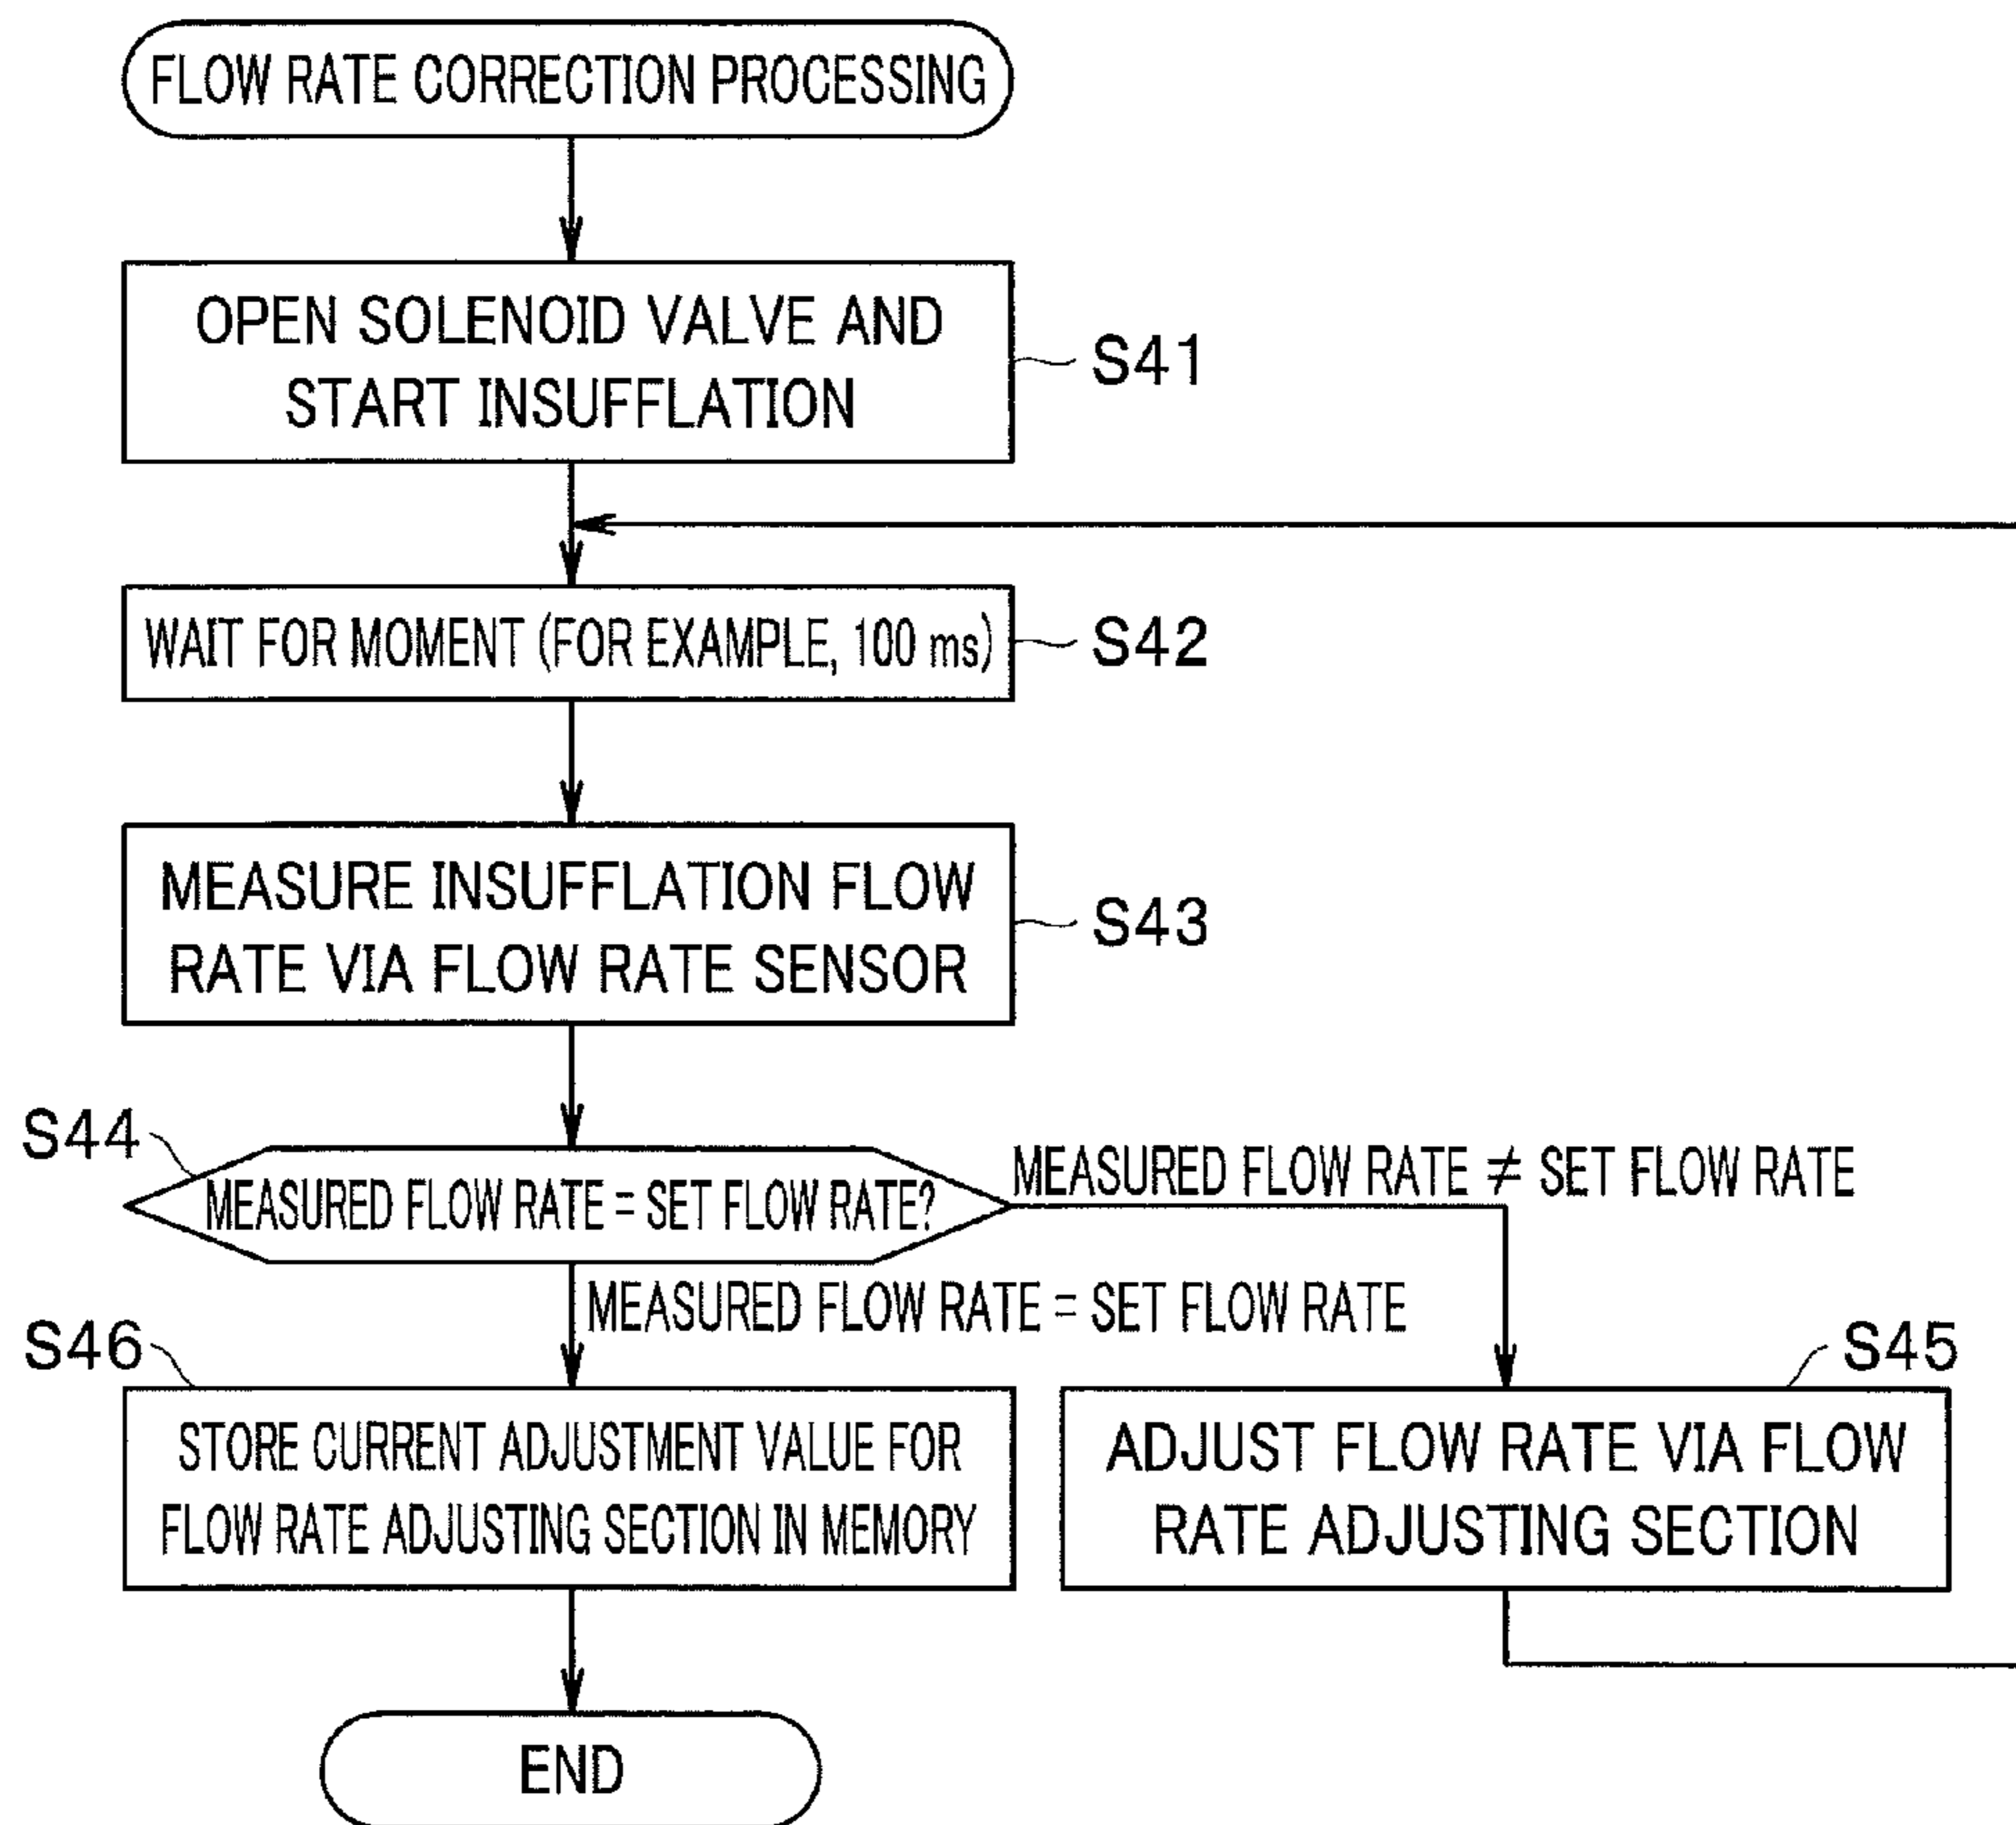 FLOW RATE CORRECTION PROCESSING
OPEN SOLENOID VALVE AND
START INSUFFLATION
S41
WAIT FOR MOMENT (FOR EXAMPLE, 100 ms)
S42
MEASURE INSUFFLATION FLOW
RATE VIA FLOW RATE SENSOR
S43
S44
MEASURED FLOW RATE = SET FLOW RATE?
MEASURED FLOW RATE ≠ SET FLOW RATE
MEASURED FLOW RATE = SET FLOW RATE
S46
STORE CURRENT ADJUSTMENT VALUE FOR
FLOW RATE ADJUSTING SECTION IN MEMORY
S45
ADJUST FLOW RATE VIA FLOW
RATE ADJUSTING SECTION
END